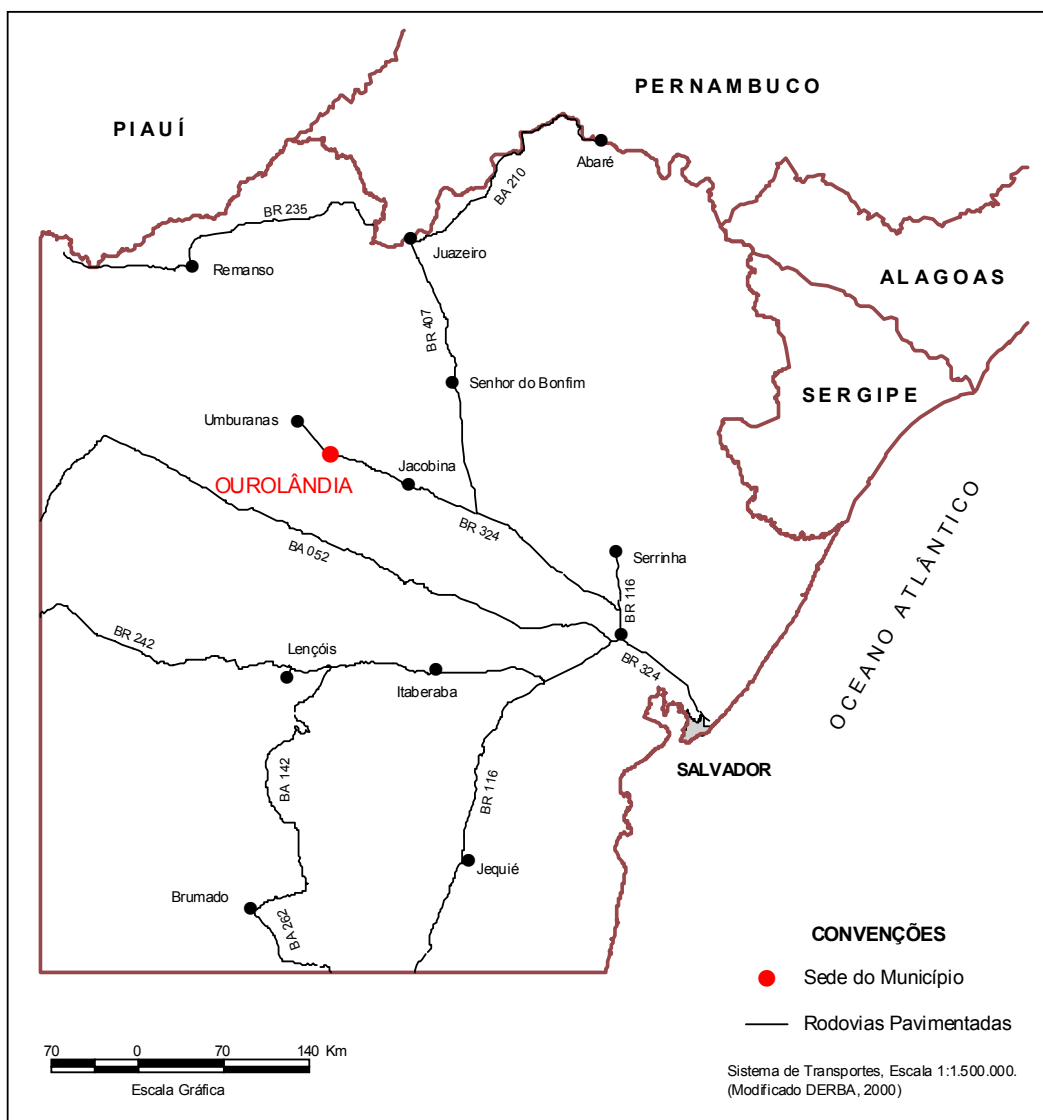 PERNAMBUCO
PIAUÍ
Abaré
BA 210
BR 235
Juazeiro
Remanso
ALAGOAS
BR 407
Senhor do Bonfim
SERGIPE
Umburanas
Jacobina
OUROLÂNDIA
BR 324
OCEANO ATLÂNTICO
BA 052
Serrinha
BR 116
BR 242
Lençóis
Itaberaba
BR 324
SALVADOR
BA 142
BR 116
Jequié
Brumado
BA 262
CONVENÇÕES
Sede do Município
Rodovias Pavimentadas
70 0 70 140 Km
Escala Gráfica
Sistema de Transportes, Escala 1:1.500.000.
(Modificado DERBA, 2000)